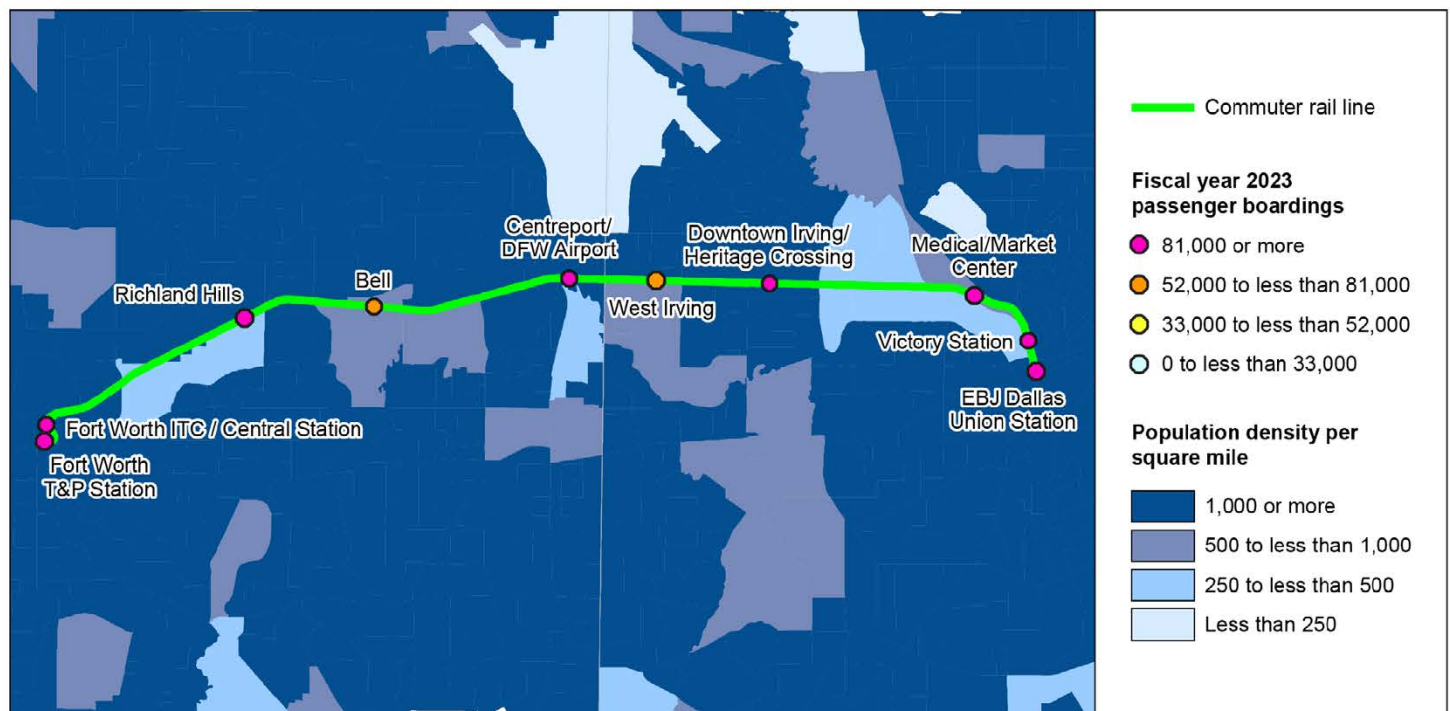 Centreport/
DFW Airport
Downtown Irving/
Heritage Crossing
Medical/Market
Center
Bell
Richland Hills
West Irving
Victory Station
EBJ Dallas
Union Station
Fort Worth ITC / Central Station
Fort Worth
T&P Station
Commuter rail line
Fiscal year 2023
passenger boardings
81,000 or more
52,000 to less than 81,000
33,000 to less than 52,000
0 to less than 33,000
Population density per
square mile
1,000 or more
500 to less than 1,000
250 to less than 500
Less than 250